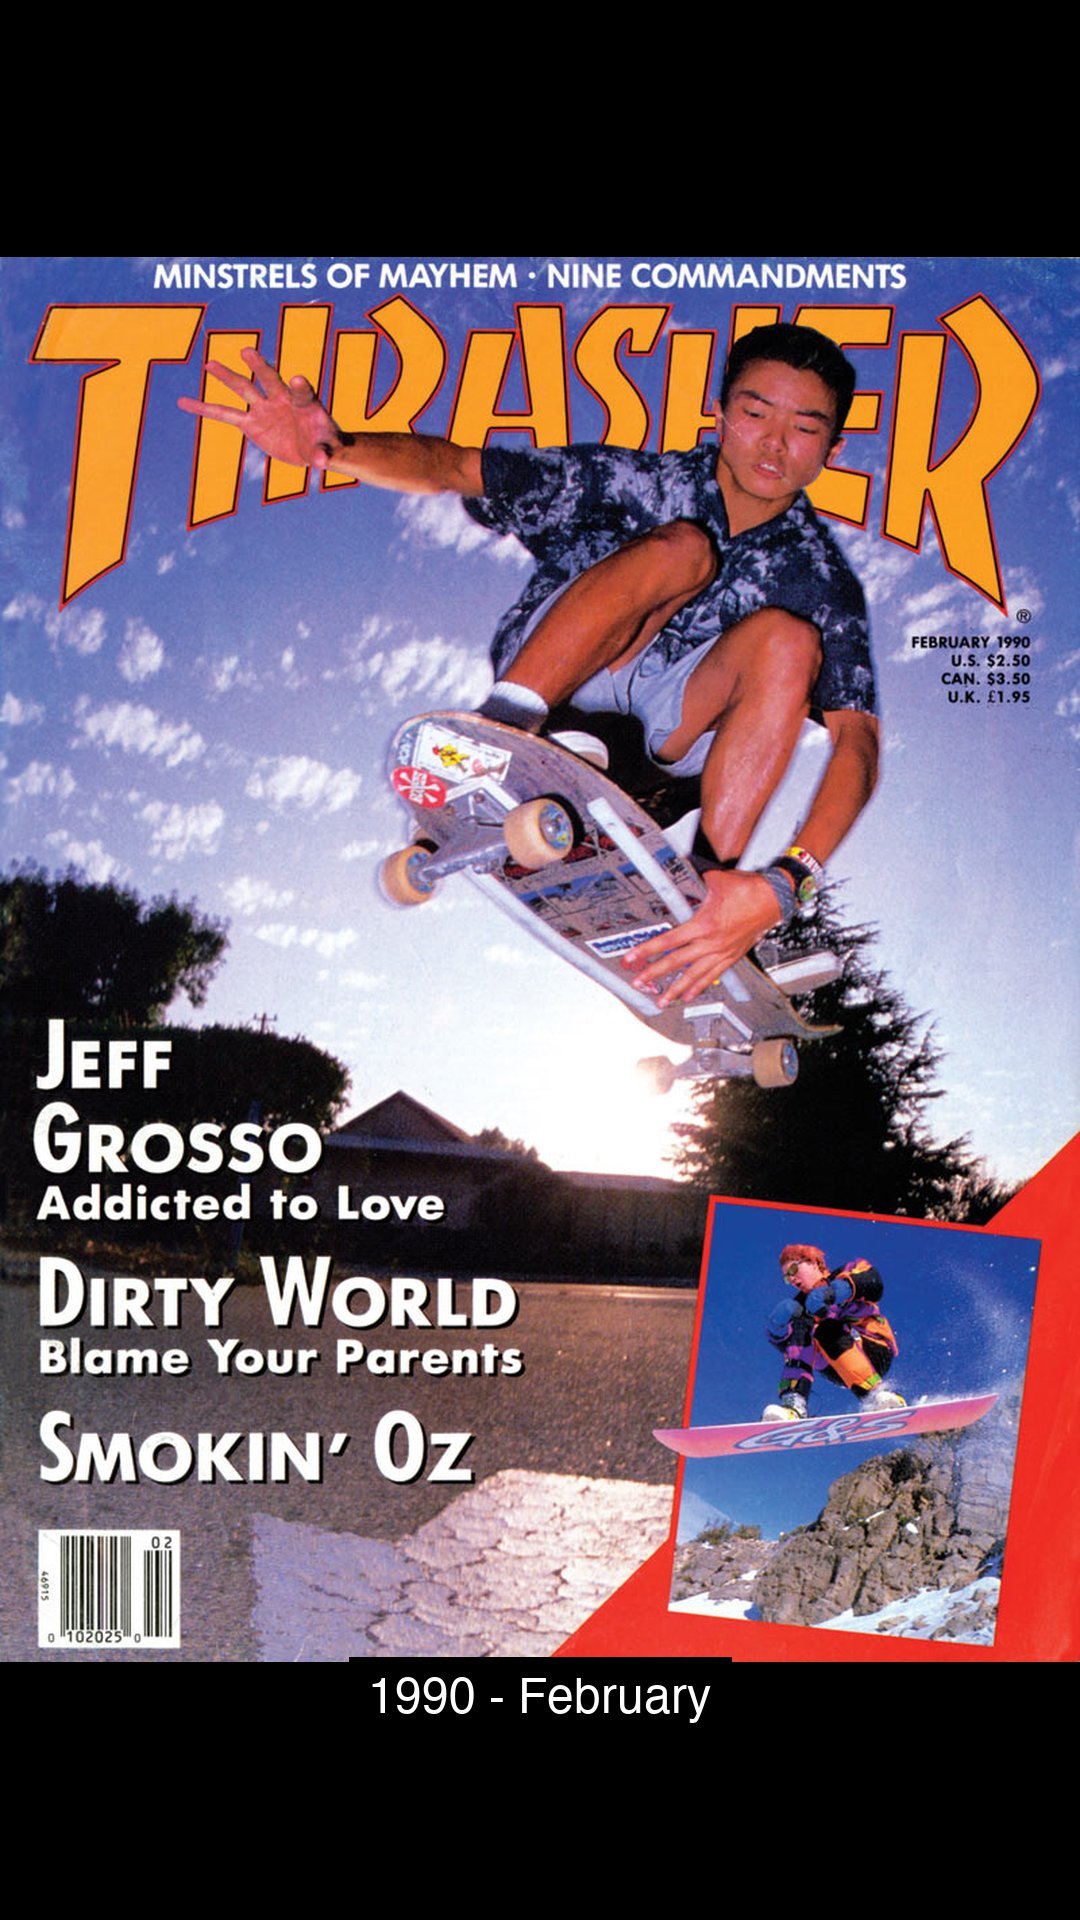 MINSTRELS OF MAYHEM · NINE COMMANDMENTS
THRASHER
®
FEBRUARY 1990
U.S. $2.50
CAN. $3.50
U.K. £1.95
JEFF
GROSSO
Addicted to Love
DIRTY WORLD
Blame Your Parents
SMOKIN' OZ
G&S
02
46915
0 102025 0
1990 - February